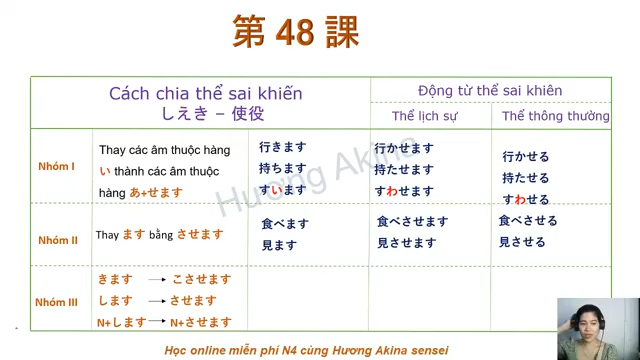 第 48 課
Cách chia thể sai khiến
しえき – 使役
Động từ thể sai khiên
Thể lịch sự
Thể thông thường
Nhóm I
Thay các âm thuộc hàng
い thành các âm thuộc
hàng あ+せます
行きます
持ちます
すいます
行かせます
持たせます
すわせます
行かせる
持たせる
すわせる
Nhóm II
Thay ます bằng させます
食べます
見ます
食べさせます
見させます
食べさせる
見させる
Nhóm III
きます → こさせます
します → させます
N+します → N+させます
Hương Akina
Học online miễn phí N4 cùng Hương Akina sensei